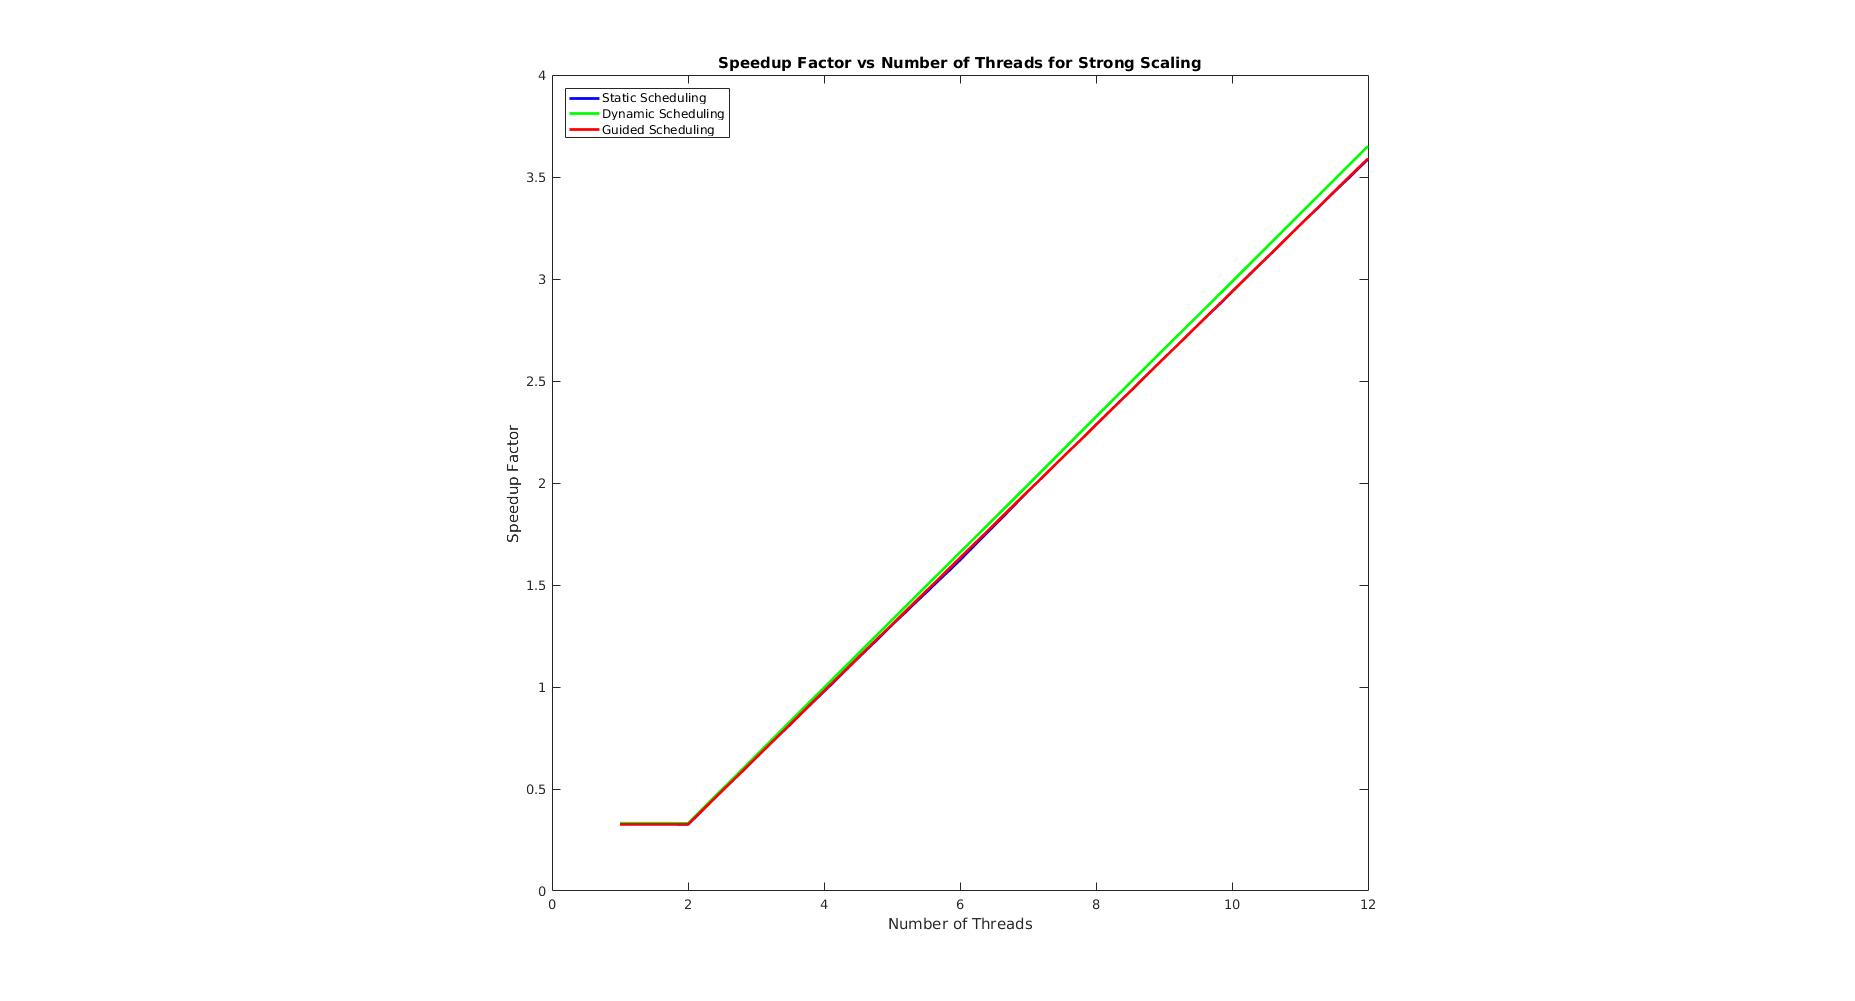 Speedup Factor vs Number of Threads for Strong Scaling
Static Scheduling
Dynamic Scheduling
Guided Scheduling
4
3.5
3
2.5
2
1.5
1
0.5
0
Speedup Factor
0 2 4 6 8 10 12
Number of Threads